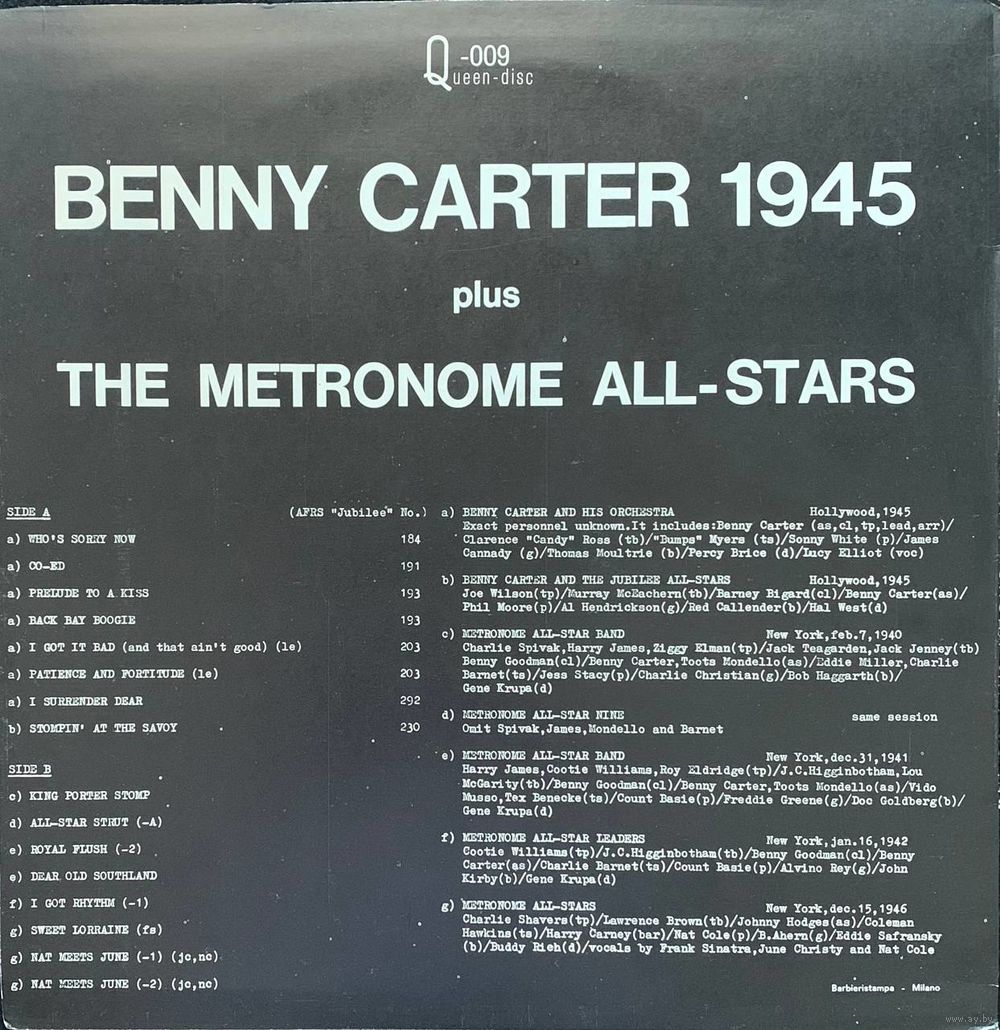 Q -009
ueen-disc
BENNY CARTER 1945
plus
THE METRONOME ALL-STARS
SIDE A (AFRS "Jubilee" No.)
a) WHO'S SORRY NOW 184
a) CO-ED 191
a) PRELUDE TO A KISS 193
a) BACK BAY BOOGIE 193
a) I GOT IT BAD (and that ain't good) (le) 203
a) PATIENCE AND FORTITUDE (le) 203
a) I SURRENDER DEAR 292
b) STOMPIN' AT THE SAVOY 230
SIDE B
c) KING PORTER STOMP
d) ALL-STAR STRUT (-A)
e) ROYAL FLUSH (-2)
e) DEAR OLD SOUTHLAND
f) I GOT RHYTHM (-1)
g) SWEET LORRAINE (fs)
g) NAT MEETS JUNE (-1) (jc,nc)
g) NAT MEETS JUNE (-2) (jc,nc)
a) BENNY CARTER AND HIS ORCHESTRA Hollywood,1945
Exact personnel unknown.It includes:Benny Carter (as,cl,tp,lead,arr)/
Clarence "Candy" Ross (tb)/"Bumps" Myers (ts)/Sonny White (p)/James
Cannady (g)/Thomas Moultrie (b)/Percy Brice (d)/Lucy Elliot (voc)
b) BENNY CARTER AND THE JUBILEE ALL-STARS Hollywood,1945
Joe Wilson(tp)/Murray McEachern(tb)/Barney Bigard(cl)/Benny Carter(as)/
Phil Moore(p)/Al Hendrickson(g)/Red Callender(b)/Hal West(d)
c) METRONOME ALL-STAR BAND New York,feb.7,1940
Charlie Spivak,Harry James,Ziggy Elman(tp)/Jack Teagarden,Jack Jenney(tb)
Benny Goodman(cl)/Benny Carter,Toots Mondello(as)/Eddie Miller,Charlie
Barnet(ts)/Jess Stacy(p)/Charlie Christian(g)/Bob Haggarth(b)/
Gene Krupa(d)
d) METRONOME ALL-STAR NINE same session
Omit Spivak,James,Mondello and Barnet
e) METRONOME ALL-STAR BAND New York,dec.31,1941
Harry James,Cootie Williams,Roy Eldridge(tp)/J.C.Higginbotham,Lou
McGarity(tb)/Benny Goodman(cl)/Benny Carter,Toots Mondello(as)/Vido
Musso,Tex Benecke(ts)/Count Basie(p)/Freddie Greene(g)/Doc Goldberg(b)/
Gene Krupa(d)
f) METRONOME ALL-STAR LEADERS New York,jan.16,1942
Cootie Williams(tp)/J.C.Higginbotham(tb)/Benny Goodman(cl)/Benny
Carter(as)/Charlie Barnet(ts)/Count Basie(p)/Alvino Rey(g)/John
Kirby(b)/Gene Krupa(d)
g) METRONOME ALL-STARS New York,dec.15,1946
Charlie Shavers(tp)/Lawrence Brown(tb)/Johnny Hodges(as)/Coleman
Hawkins(ts)/Harry Carney(bar)/Nat Cole(p)/B.Ahern(g)/Eddie Safransky
(b)/Buddy Rich(d)/vocals by Frank Sinatra,June Christy and Nat Cole
Barbieristampa - Milano
www.ay.by